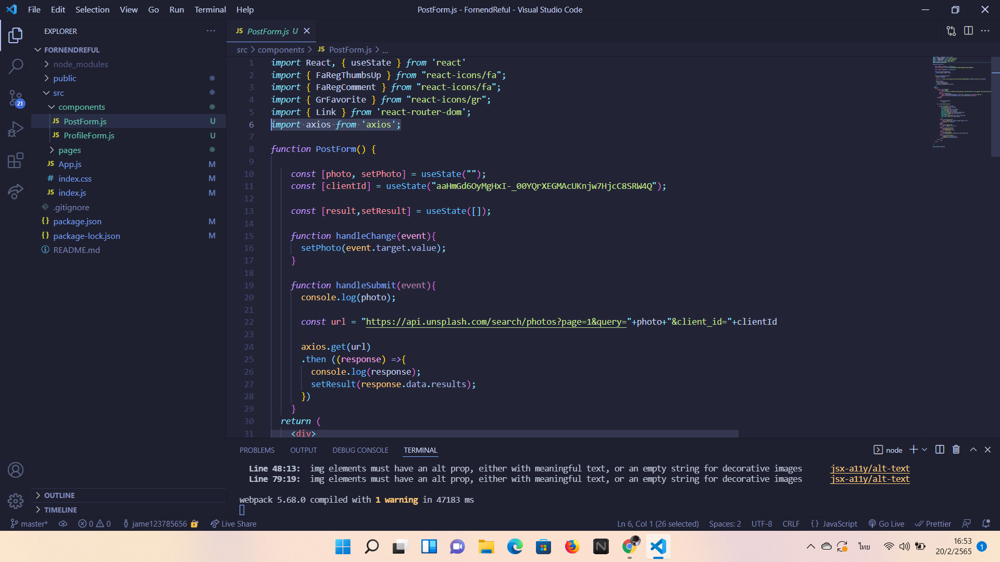 File Edit Selection View Go Run Terminal Help
PostForm.js - FornendReful - Visual Studio Code
EXPLORER
FORNENDREFUL
node_modules
public
src
21
components
JS PostForm.js U
JS ProfileForm.js U
pages
JS App.js M
# index.css M
JS index.js M
.gitignore
{} package.json M
{} package-lock.json M
README.md
OUTLINE
TIMELINE
JS PostForm.js U
src > components > JS PostForm.js > ...
1 import React, { useState } from 'react'
2 import { FaRegThumbsUp } from "react-icons/fa";
3 import { FaRegComment } from "react-icons/fa";
4 import { GrFavorite } from "react-icons/gr";
5 import { Link } from 'react-router-dom';
6 import axios from 'axios';
7
8 function PostForm() {
9
10 const [photo, setPhoto] = useState("");
11 const [clientId] = useState("aaHmGd6OyMgHxI-_00YQrXEGMAcUKnjw7HjcC8SRW4Q");
12
13 const [result,setResult] = useState([]);
14
15 function handleChange(event){
16 setPhoto(event.target.value);
17 }
18
19 function handleSubmit(event){
20 console.log(photo);
21
22 const url = "https://api.unsplash.com/search/photos?page=1&query="+photo+"&client_id="+clientId
23
24 axios.get(url)
25 .then ((response) =>{
26 console.log(response);
27 setResult(response.data.results);
28 })
29 }
30 return (
31 <div>
PROBLEMS OUTPUT DEBUG CONSOLE TERMINAL
node
Line 48:13: img elements must have an alt prop, either with meaningful text, or an empty string for decorative images jsx-a11y/alt-text
Line 79:19: img elements must have an alt prop, either with meaningful text, or an empty string for decorative images jsx-a11y/alt-text
webpack 5.68.0 compiled with 1 warning in 47183 ms
master* 0 0 jame123785656 Live Share
Ln 6, Col 1 (26 selected) Spaces: 2 UTF-8 CRLF {} JavaScript Go Live Prettier
ไทย
16:53
20/2/2565
1